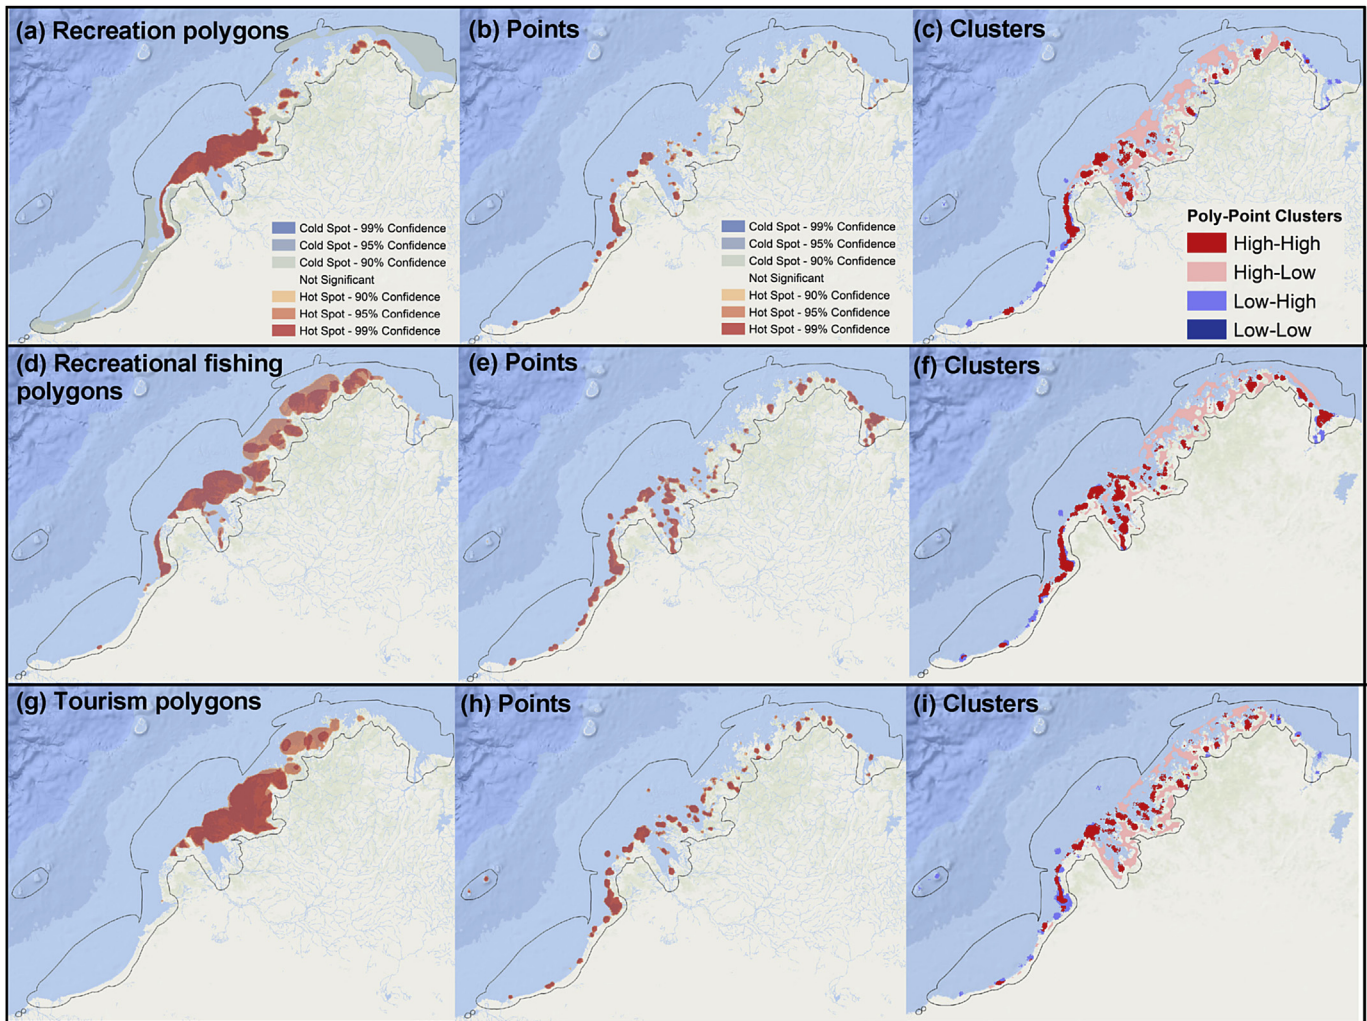 (a) Recreation polygons
(b) Points
(c) Clusters
Cold Spot - 99% Confidence
Cold Spot - 95% Confidence
Cold Spot - 90% Confidence
Not Significant
Hot Spot - 90% Confidence
Hot Spot - 95% Confidence
Hot Spot - 99% Confidence
Cold Spot - 99% Confidence
Cold Spot - 95% Confidence
Cold Spot - 90% Confidence
Not Significant
Hot Spot - 90% Confidence
Hot Spot - 95% Confidence
Hot Spot - 99% Confidence
Poly-Point Clusters
High-High
High-Low
Low-High
Low-Low
(d) Recreational fishing
polygons
(e) Points
(f) Clusters
(g) Tourism polygons
(h) Points
(i) Clusters